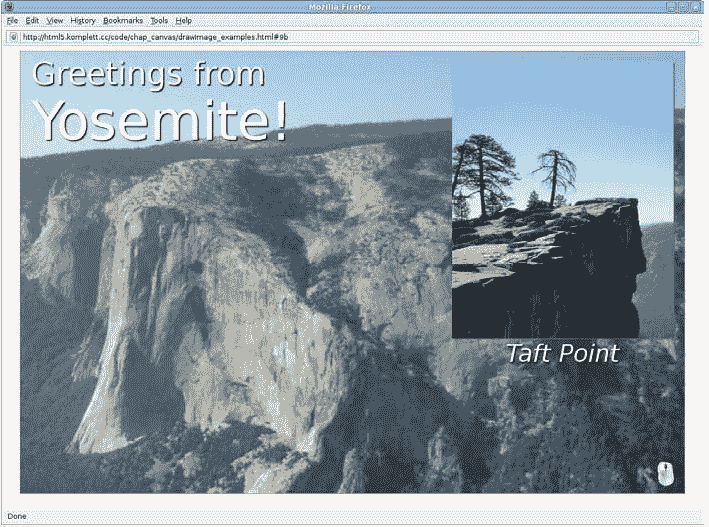 Mozilla Firefox
File Edit View History Bookmarks Tools Help
http://html5.komplett.cc/code/chap_canvas/drawImage_examples.html#9b
Greetings from
Yosemite!
Taft Point
Done